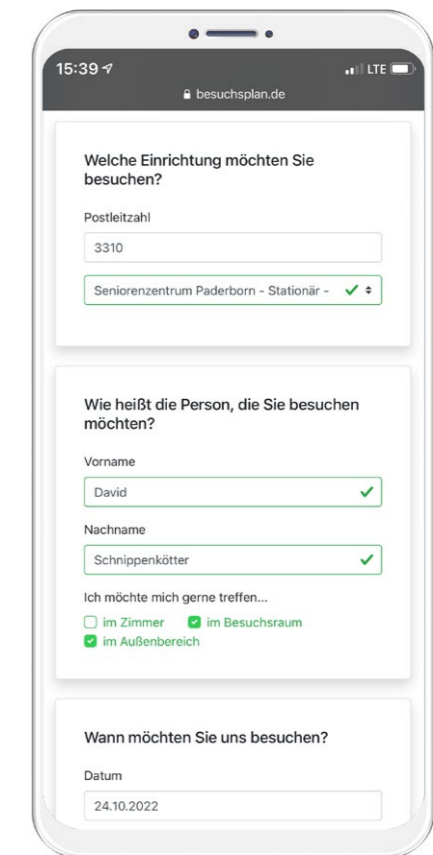 15:39
LTE
besuchsplan.de
Welche Einrichtung möchten Sie
besuchen?
Postleitzahl
3310
Seniorenzentrum Paderborn - Stationär -
Wie heißt die Person, die Sie besuchen
möchten?
Vorname
David
Nachname
Schnippenkötter
Ich möchte mich gerne treffen...
im Zimmer im Besuchsraum
im Außenbereich
Wann möchten Sie uns besuchen?
Datum
24.10.2022